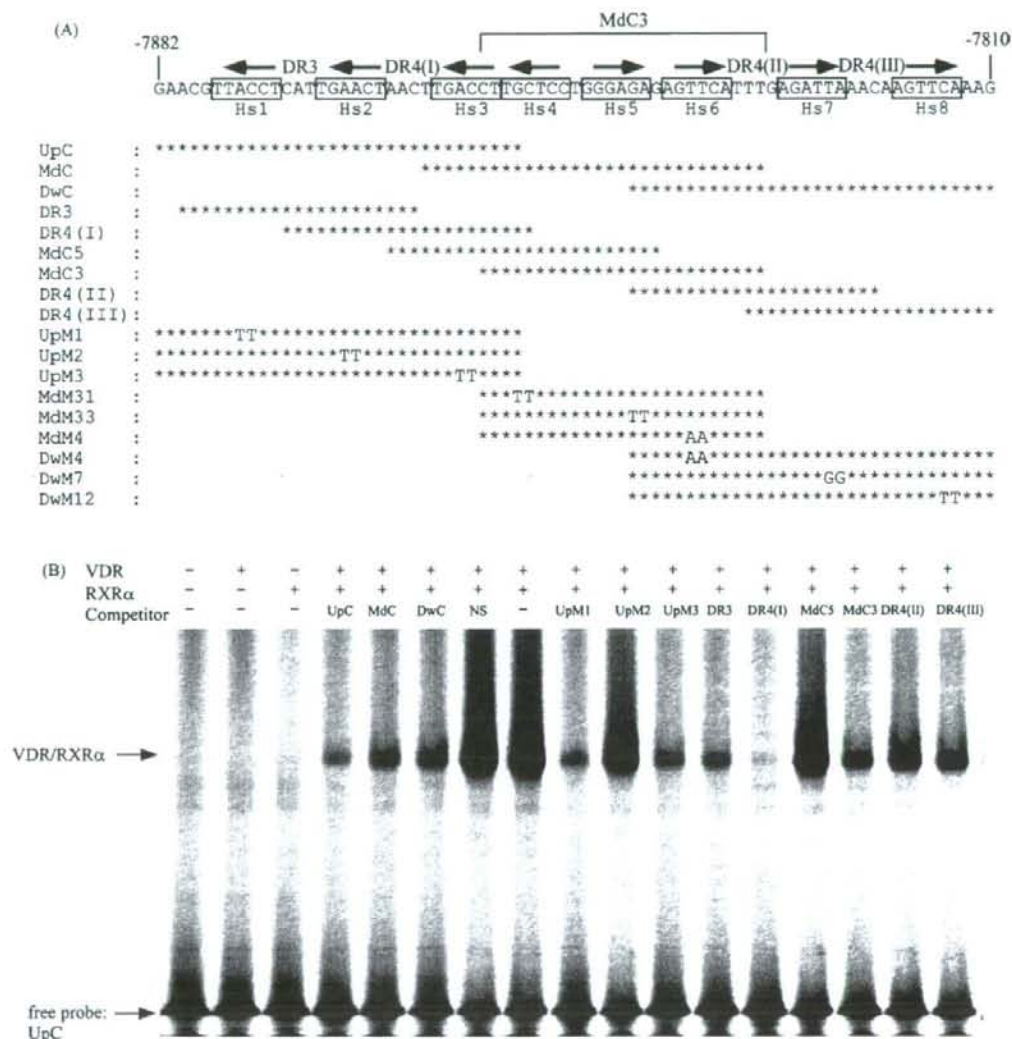 (A)
MdC3
-7882
-7810
DR3 DR4(I) DR4(II) DR4(III)
GAACGTTACCTCATTGAACTAACTTGACCTTGCTCCTGGGAGAGAGTTCATTTGAGATTAAACAAGTTCAAAG
Hs1 Hs2 Hs3 Hs4 Hs5 Hs6 Hs7 Hs8
UpC : ********************************
MdC : ******************************
DwC : ********************************
DR3 : *********************
DR4(I) : **********************
MdC5 : ************************
MdC3 : *************************
DR4(II) : **********************
DR4(III): **********************
UpM1 : *******TT***********************
UpM2 : ****************TT**************
UpM3 : **************************TT****
MdM31 : ***TT********************
MdM33 : *************TT**********
MdM4 : ******************AA*****
DwM4 : *****AA*************************
DwM7 : *****************GG*************
DwM12 : ***************************TT***
(B) VDR - + - + + + + + + + + + + + + + +
RXRα - - + + + + + + + + + + + + + + +
Competitor - - - UpC MdC DwC NS - UpM1 UpM2 UpM3 DR3 DR4(I) MdC5 MdC3 DR4(II) DR4(III)
VDR/RXRα
free probe:
UpC